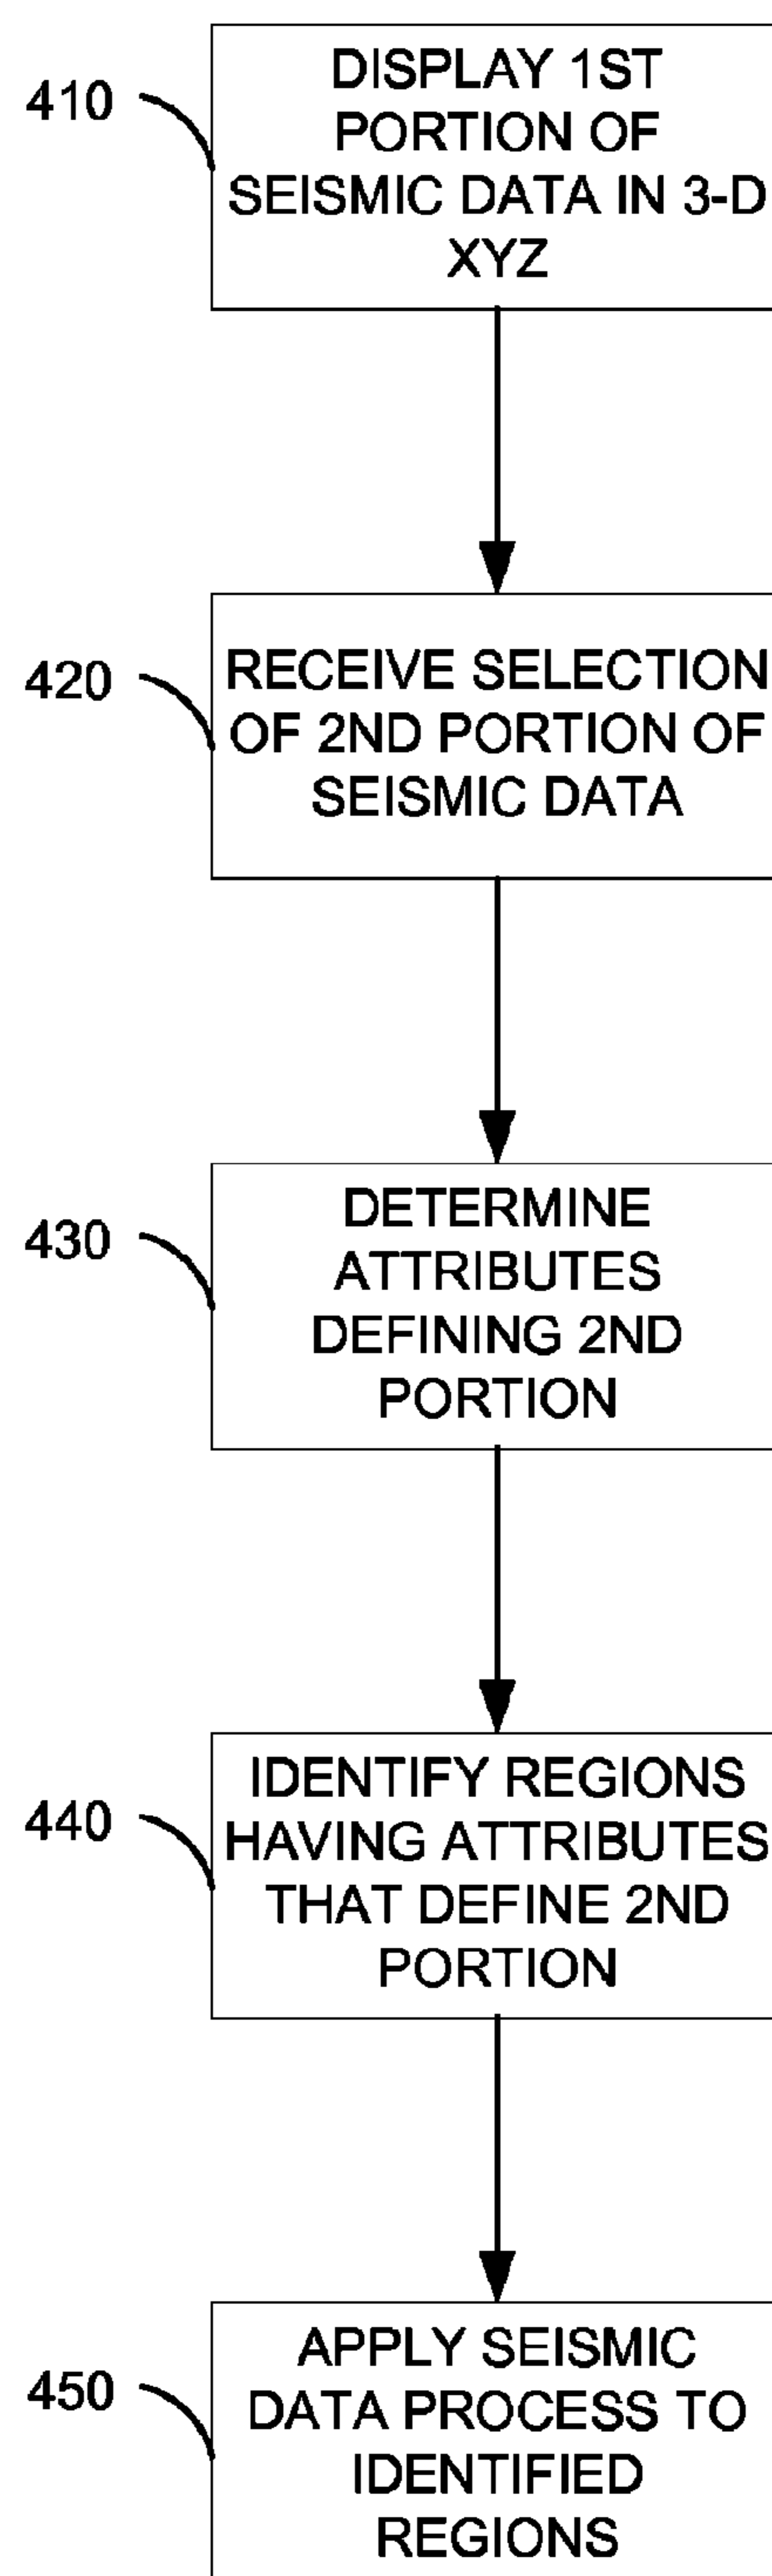 410
DISPLAY 1ST
PORTION OF
SEISMIC DATA IN 3-D
XYZ
420
RECEIVE SELECTION
OF 2ND PORTION OF
SEISMIC DATA
430
DETERMINE
ATTRIBUTES
DEFINING 2ND
PORTION
440
IDENTIFY REGIONS
HAVING ATTRIBUTES
THAT DEFINE 2ND
PORTION
450
APPLY SEISMIC
DATA PROCESS TO
IDENTIFIED
REGIONS